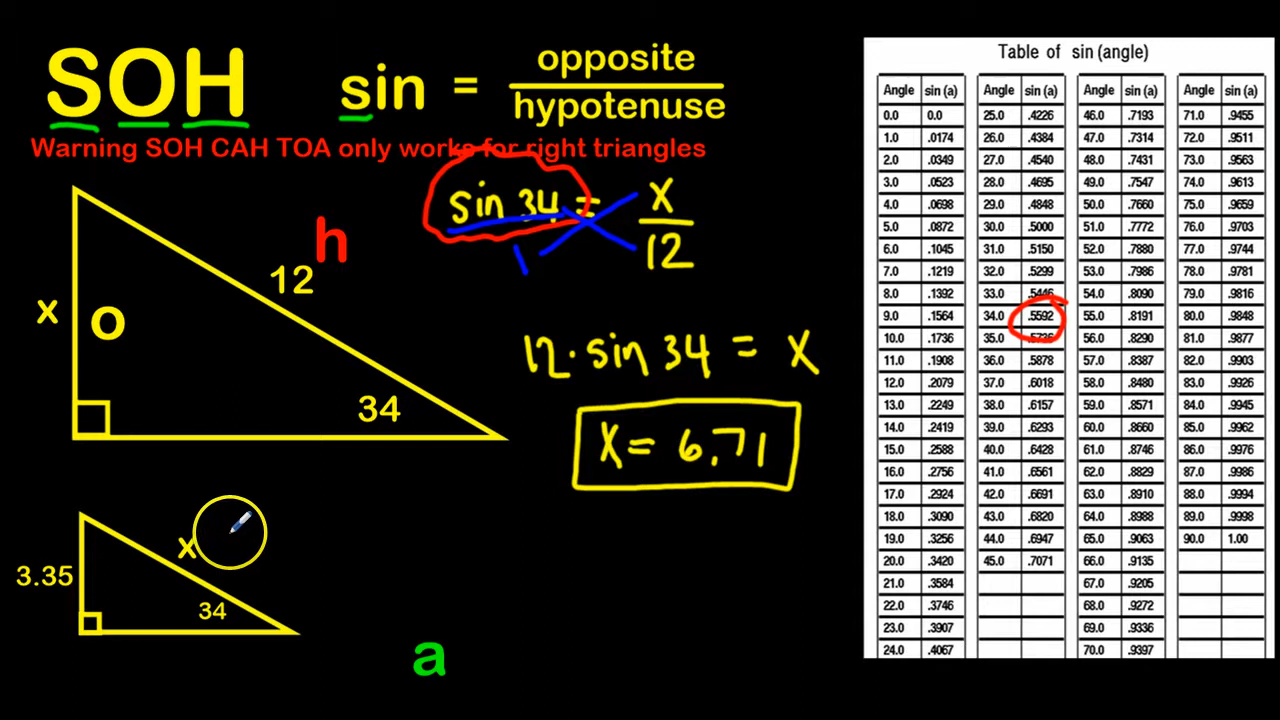 SOH
sin = opposite
hypotenuse
Warning SOH CAH TOA only works for right triangles
sin 34 = x
1 12
h
12
x
O
34
12 · sin 34 = x
x = 6.71
x
3.35
34
a
Table of sin (angle)
Angle sin (a) Angle sin (a) Angle sin (a) Angle sin (a)
0.0 0.0 25.0 .4226 46.0 .7193 71.0 .9455
1.0 .0174 26.0 .4384 47.0 .7314 72.0 .9511
2.0 .0349 27.0 .4540 48.0 .7431 73.0 .9563
3.0 .0523 28.0 .4695 49.0 .7547 74.0 .9613
4.0 .0698 29.0 .4848 50.0 .7660 75.0 .9659
5.0 .0872 30.0 .5000 51.0 .7772 76.0 .9703
6.0 .1045 31.0 .5150 52.0 .7880 77.0 .9744
7.0 .1219 32.0 .5299 53.0 .7986 78.0 .9781
8.0 .1392 33.0 .5446 54.0 .8090 79.0 .9816
9.0 .1564 34.0 .5592 55.0 .8191 80.0 .9848
10.0 .1736 35.0 .5736 56.0 .8290 81.0 .9877
11.0 .1908 36.0 .5878 57.0 .8387 82.0 .9903
12.0 .2079 37.0 .6018 58.0 .8480 83.0 .9926
13.0 .2249 38.0 .6157 59.0 .8571 84.0 .9945
14.0 .2419 39.0 .6293 60.0 .8660 85.0 .9962
15.0 .2588 40.0 .6428 61.0 .8746 86.0 .9976
16.0 .2756 41.0 .6561 62.0 .8829 87.0 .9986
17.0 .2924 42.0 .6691 63.0 .8910 88.0 .9994
18.0 .3090 43.0 .6820 64.0 .8988 89.0 .9998
19.0 .3256 44.0 .6947 65.0 .9063 90.0 1.00
20.0 .3420 45.0 .7071 66.0 .9135
21.0 .3584 67.0 .9205
22.0 .3746 68.0 .9272
23.0 .3907 69.0 .9336
24.0 .4067 70.0 .9397